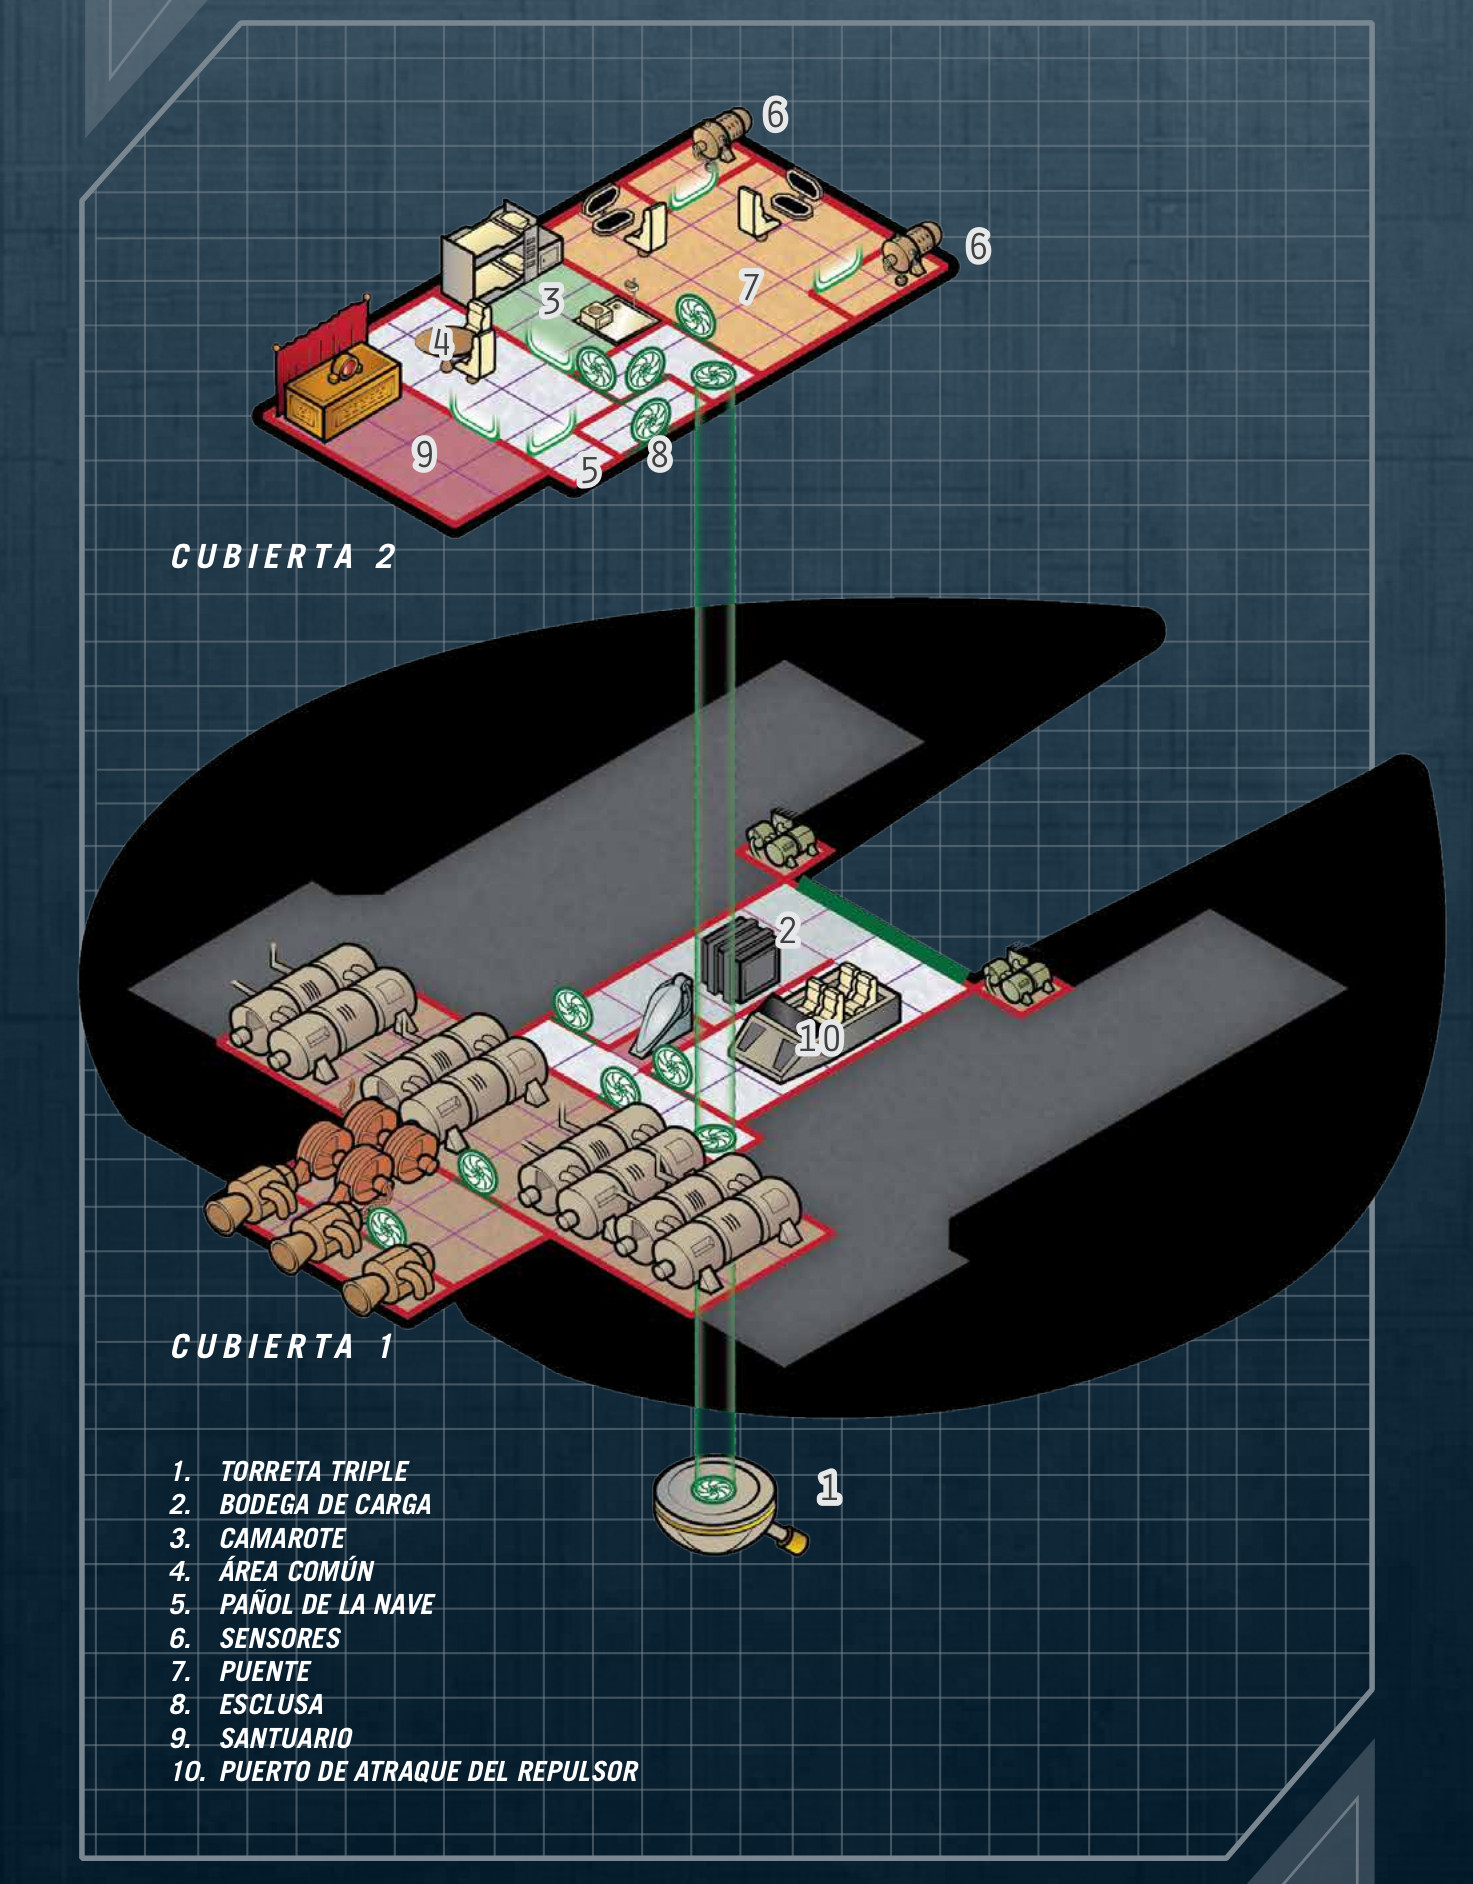 6
6
7
3
4
9
8
5
CUBIERTA 2
2
10
CUBIERTA 1
1
1. TORRETA TRIPLE
2. BODEGA DE CARGA
3. CAMAROTE
4. ÁREA COMÚN
5. PAÑOL DE LA NAVE
6. SENSORES
7. PUENTE
8. ESCLUSA
9. SANTUARIO
10. PUERTO DE ATRAQUE DEL REPULSOR